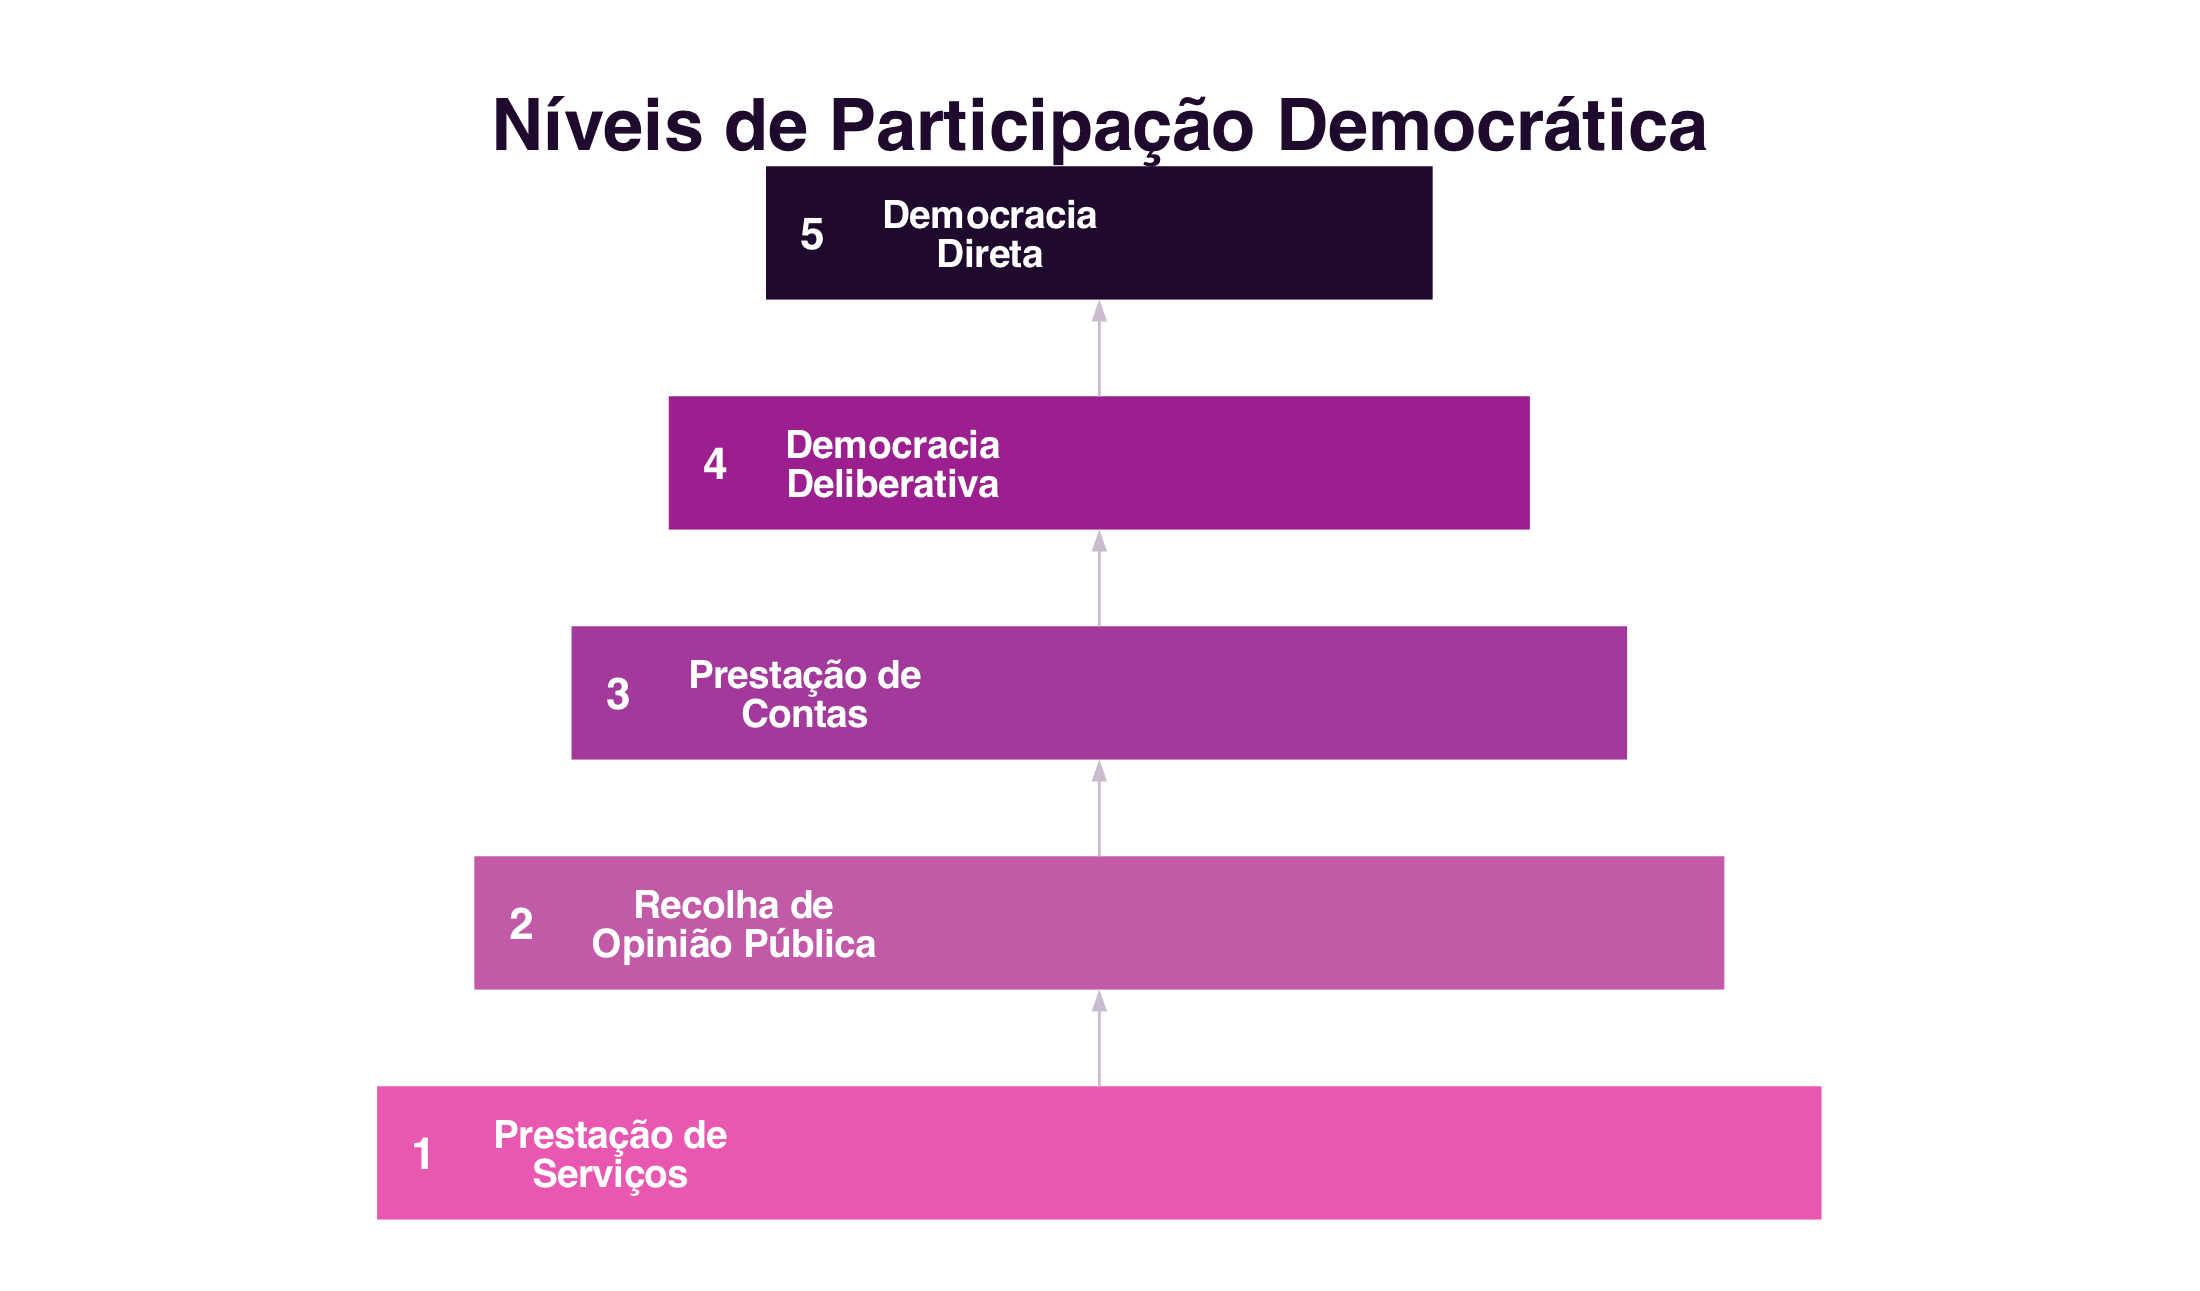 Níveis de Participação Democrática
5
Democracia
Direta
4
Democracia
Deliberativa
3
Prestação de
Contas
2
Recolha de
Opinião Pública
1
Prestação de
Serviços